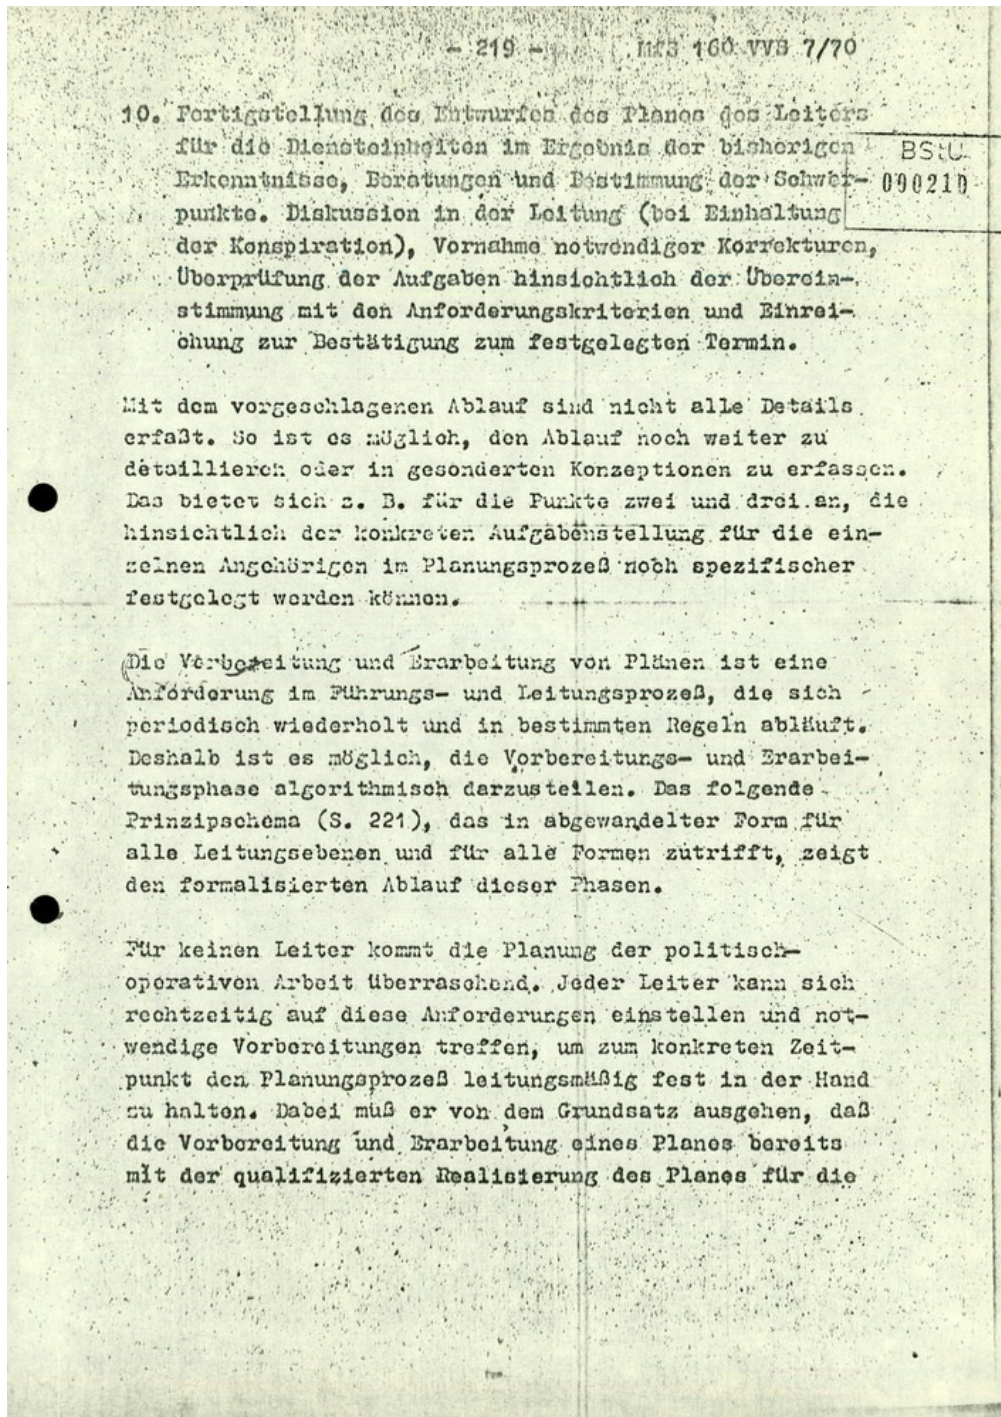 - 219 - MfS 160 VVS 7/70
10. Fertigstellung des Entwurfes des Planes des Leiters
für die Diensteinheiten im Ergebnis der bisherigen
BStU
Erkenntnisse, Beratungen und Bestimmung der Schwer-
000210
punkte. Diskussion in der Leitung (bei Einhaltung
der Konspiration), Vornahme notwendiger Korrekturen,
Überprüfung der Aufgaben hinsichtlich der Überein-
stimmung mit den Anforderungskriterien und Einrei-
chung zur Bestätigung zum festgelegten Termin.
Mit dem vorgeschlagenen Ablauf sind nicht alle Details
erfaßt. So ist es möglich, den Ablauf noch weiter zu
detaillieren oder in gesonderten Konzeptionen zu erfassen.
Das bietet sich z. B. für die Punkte zwei und drei an, die
hinsichtlich der konkreten Aufgabenstellung für die ein-
zelnen Angehörigen im Planungsprozeß noch spezifischer
festgelegt werden können.
Die Vorbereitung und Erarbeitung von Plänen ist eine
Anforderung im Führungs- und Leitungsprozeß, die sich
periodisch wiederholt und in bestimmten Regeln abläuft.
Deshalb ist es möglich, die Vorbereitungs- und Erarbei-
tungsphase algorithmisch darzustellen. Das folgende
Prinzipschema (S. 221), das in abgewandelter Form für
alle Leitungsebenen und für alle Formen zutrifft, zeigt
den formalisierten Ablauf dieser Phasen.
Für keinen Leiter kommt die Planung der politisch-
operativen Arbeit überraschend. Jeder Leiter kann sich
rechtzeitig auf diese Anforderungen einstellen und not-
wendige Vorbereitungen treffen, um zum konkreten Zeit-
punkt den Planungsprozeß leitungsmäßig fest in der Hand
zu halten. Dabei muß er von dem Grundsatz ausgehen, daß
die Vorbereitung und Erarbeitung eines Planes bereits
mit der qualifizierten Realisierung des Planes für die